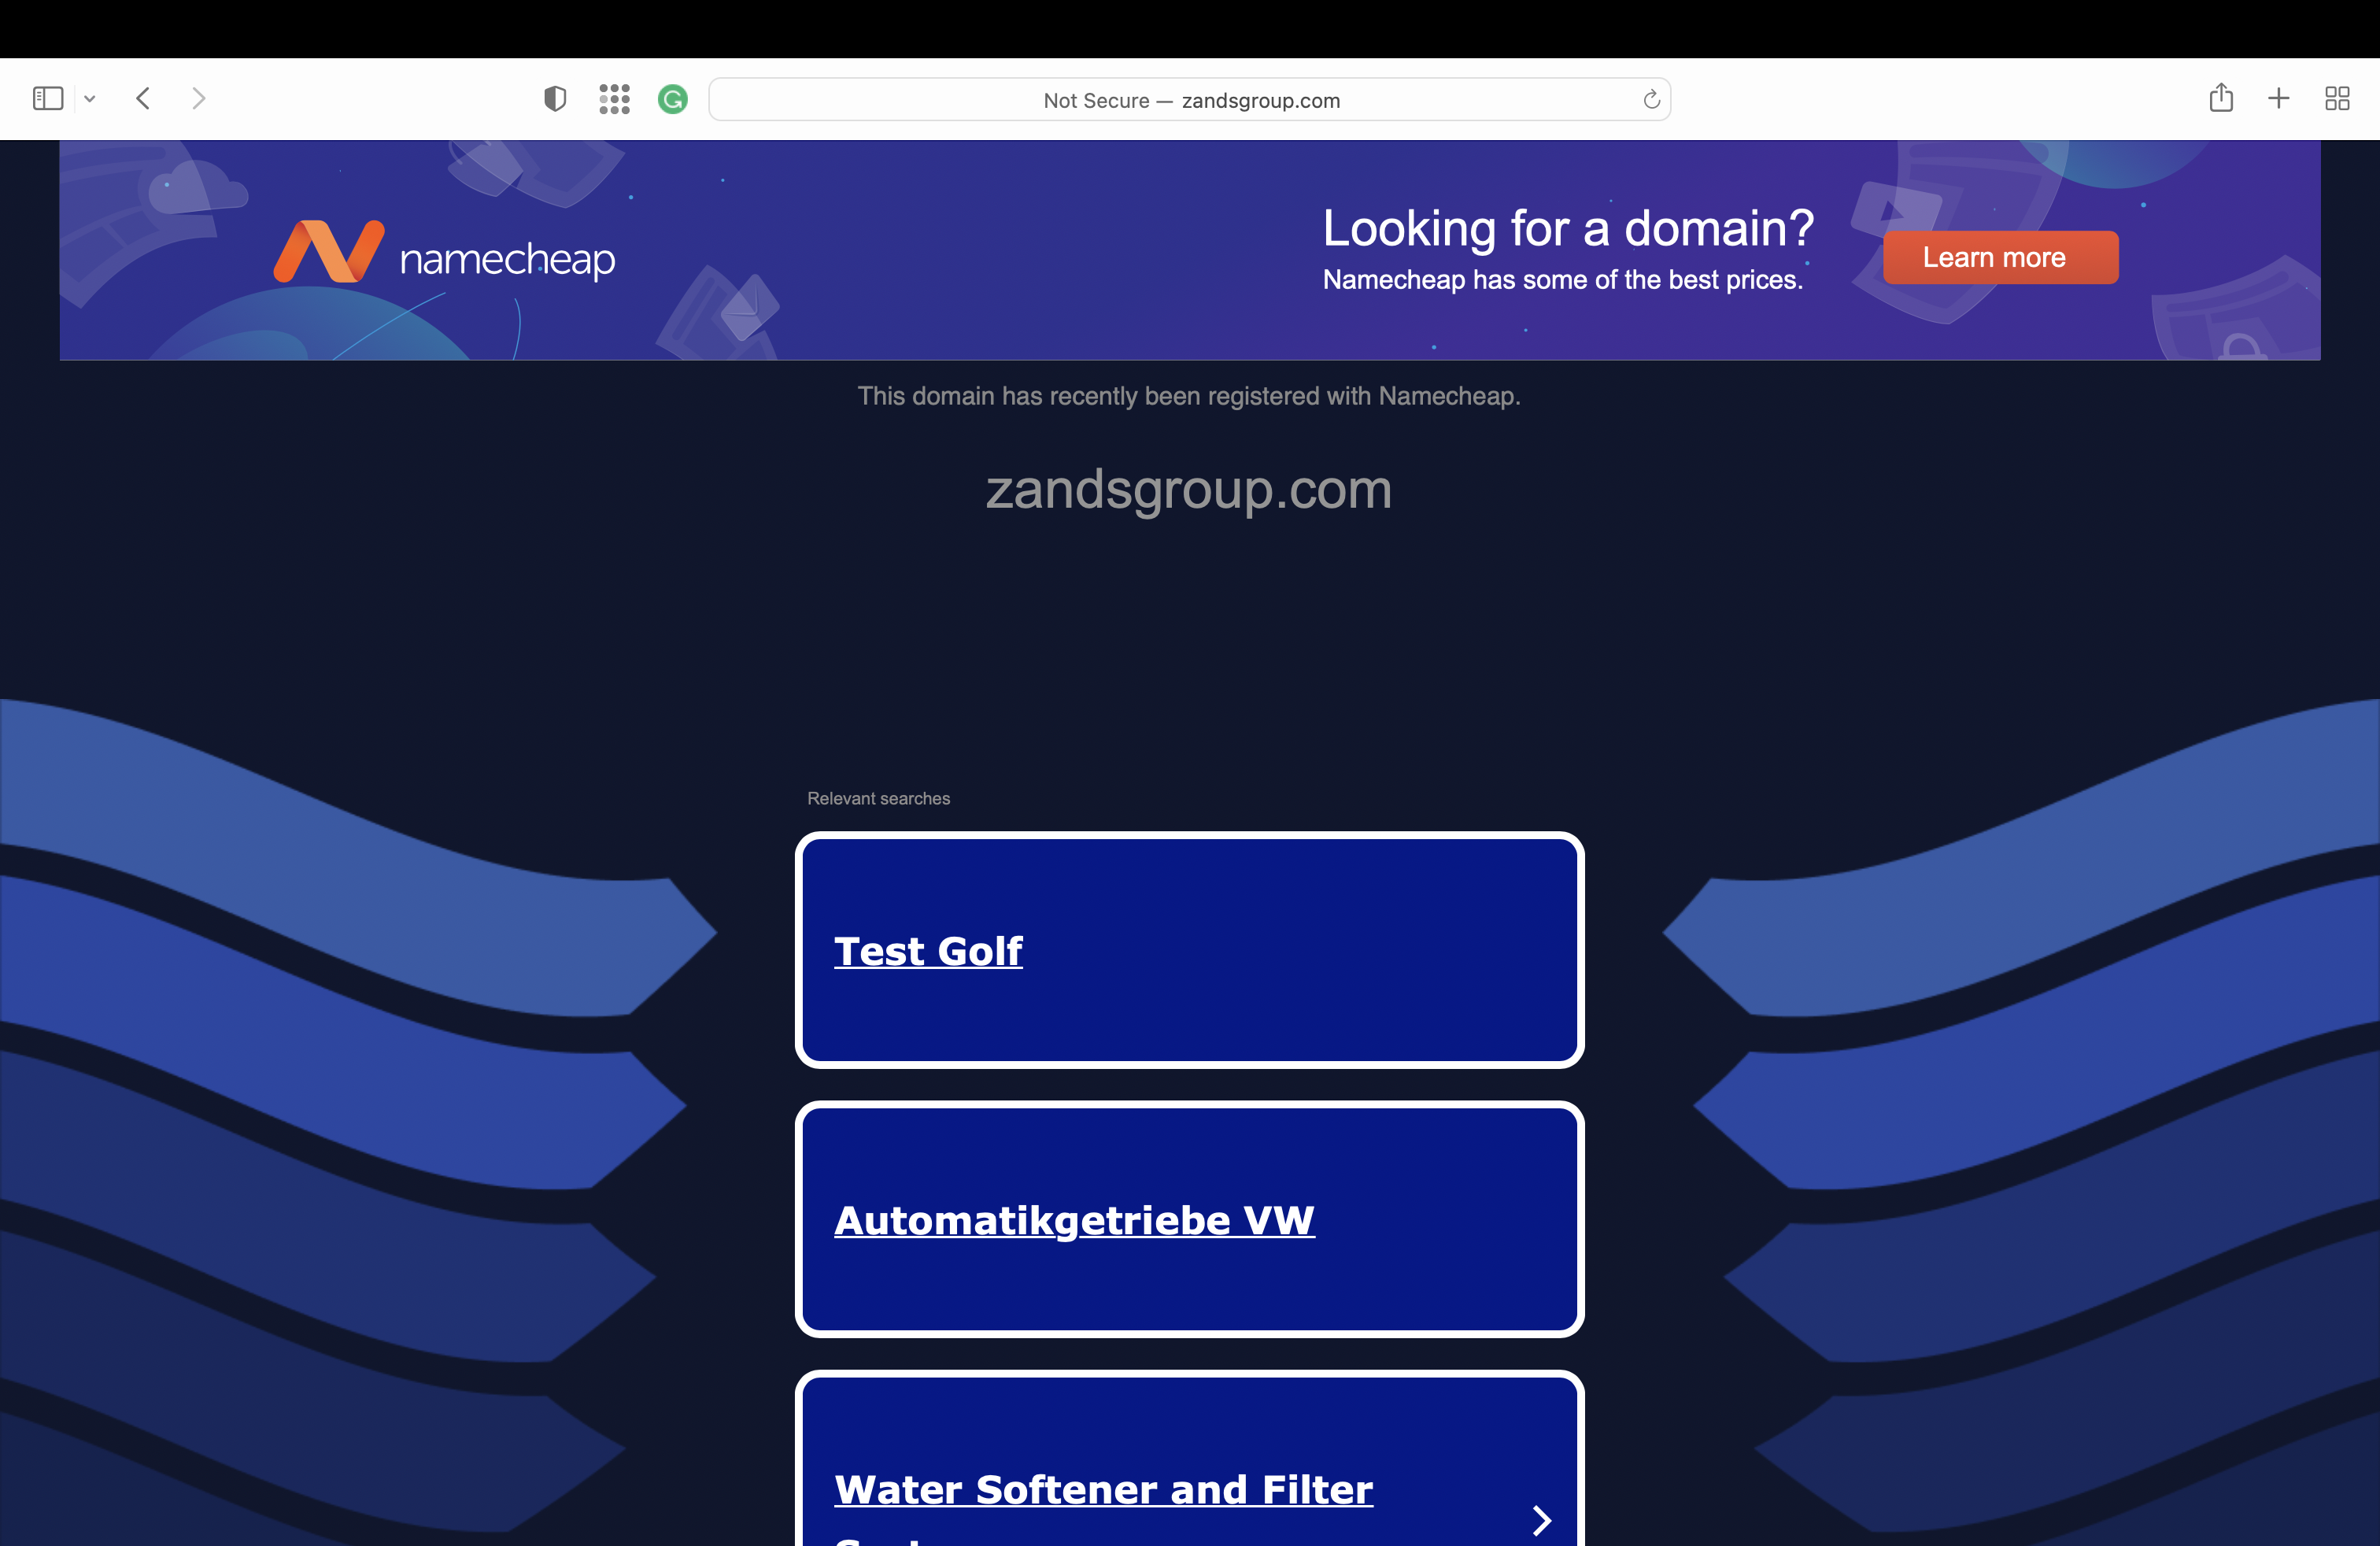 Not Secure — zandsgroup.com
namecheap
Looking for a domain?
Namecheap has some of the best prices.
Learn more
This domain has recently been registered with Namecheap.
zandsgroup.com
Relevant searches
Test Golf
Automatikgetriebe VW
Water Softener and Filter